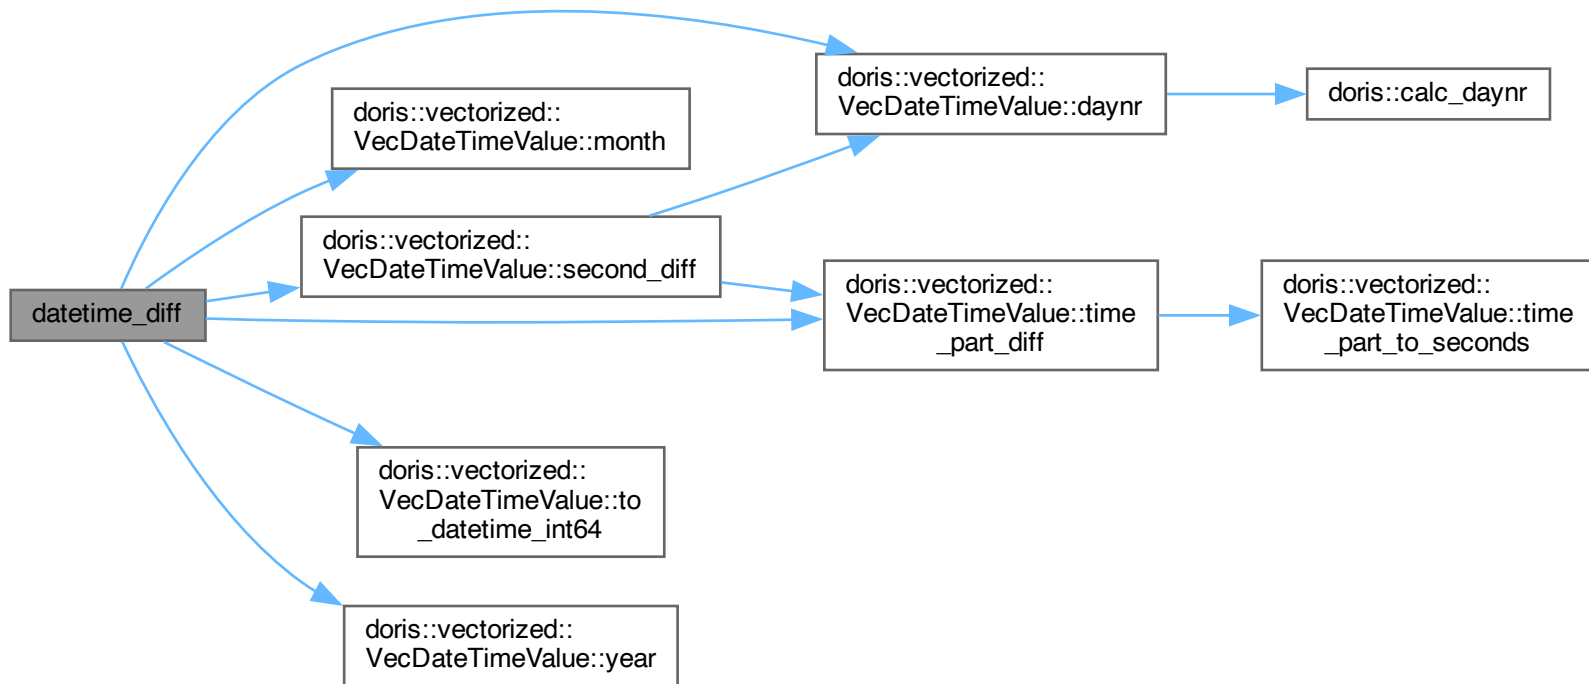 datetime_diff
doris::vectorized::
VecDateTimeValue::month
doris::vectorized::
VecDateTimeValue::second_diff
doris::vectorized::
VecDateTimeValue::to
_datetime_int64
doris::vectorized::
VecDateTimeValue::year
doris::vectorized::
VecDateTimeValue::daynr
doris::vectorized::
VecDateTimeValue::time
_part_diff
doris::calc_daynr
doris::vectorized::
VecDateTimeValue::time
_part_to_seconds